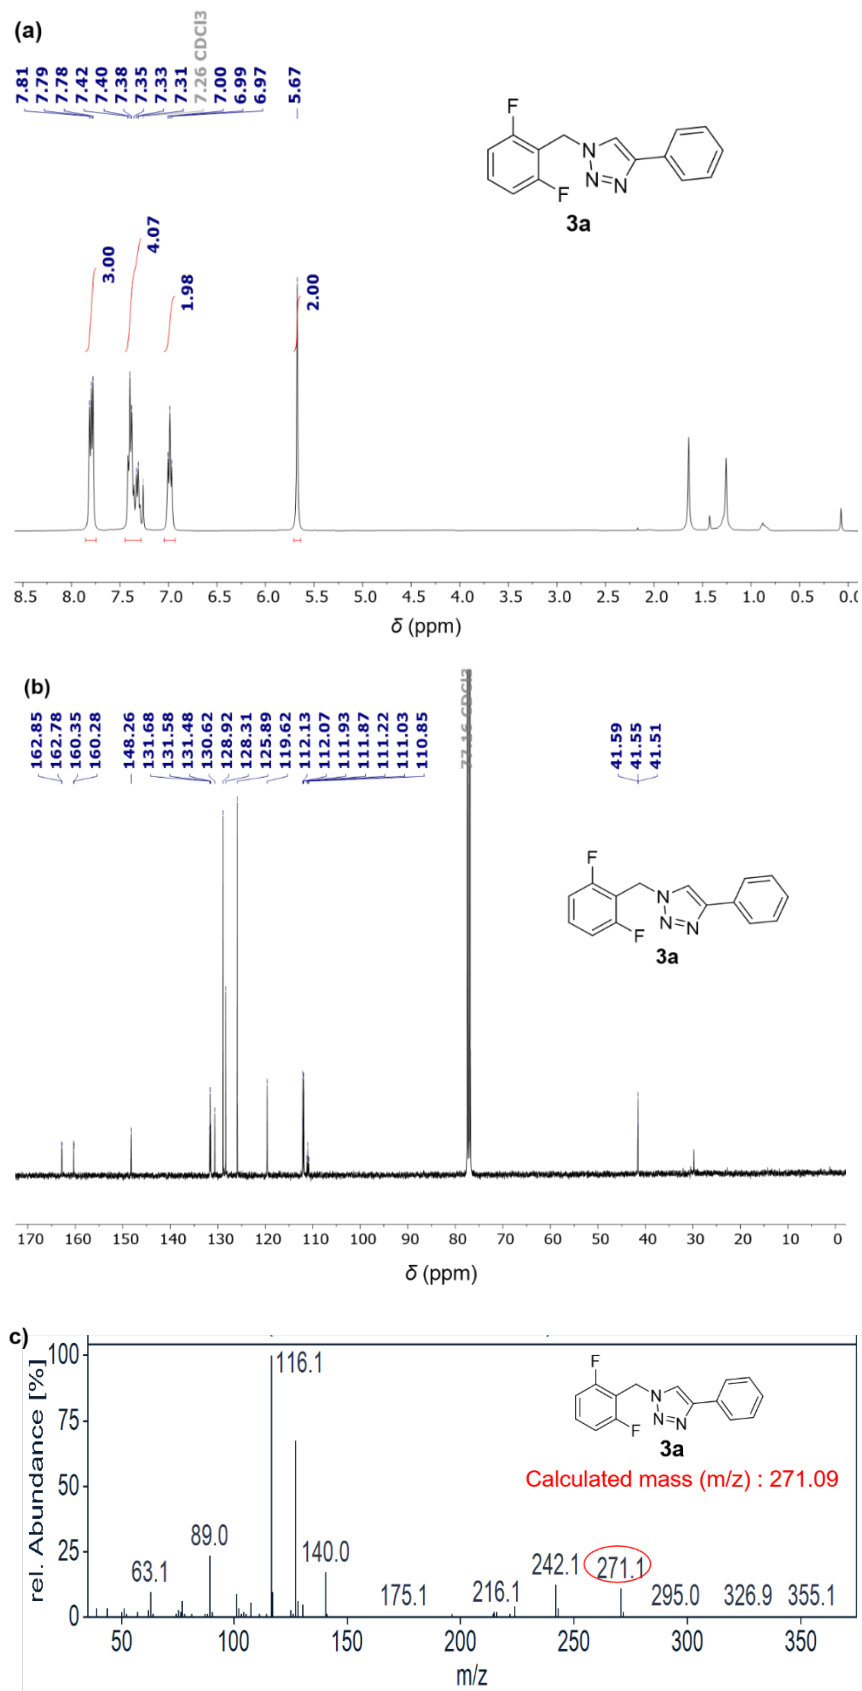 (a)
7.81
7.79
7.78
7.42
7.40
7.38
7.35
7.33
7.31
7.26 CDCl3
7.00
6.99
6.97
5.67
F
F
N
N
N
3a
3.00
4.07
1.98
2.00
8.5 8.0 7.5 7.0 6.5 6.0 5.5 5.0 4.5 4.0 3.5 3.0 2.5 2.0 1.5 1.0 0.5 0.0
δ (ppm)
(b)
162.85
162.78
160.35
160.28
148.26
131.68
131.58
131.48
130.62
128.92
128.31
125.89
119.62
112.13
112.07
111.93
111.87
111.22
111.03
110.85
77.16 CDCl3
41.59
41.55
41.51
F
F
N
N
N
3a
170 160 150 140 130 120 110 100 90 80 70 60 50 40 30 20 10 0
δ (ppm)
c)
rel. Abundance [%]
100
75
50
25
0
116.1
89.0
63.1
140.0
175.1
216.1
242.1
271.1
295.0
326.9
355.1
F
F
N
N
N
3a
Calculated mass (m/z) : 271.09
50 100 150 200 250 300 350
m/z